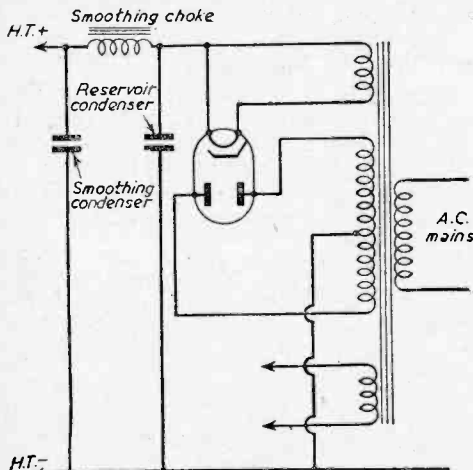 Smoothing choke
H.T.+
Reservoir
condenser
Smoothing
condenser
A.C.
mains
H.T.-